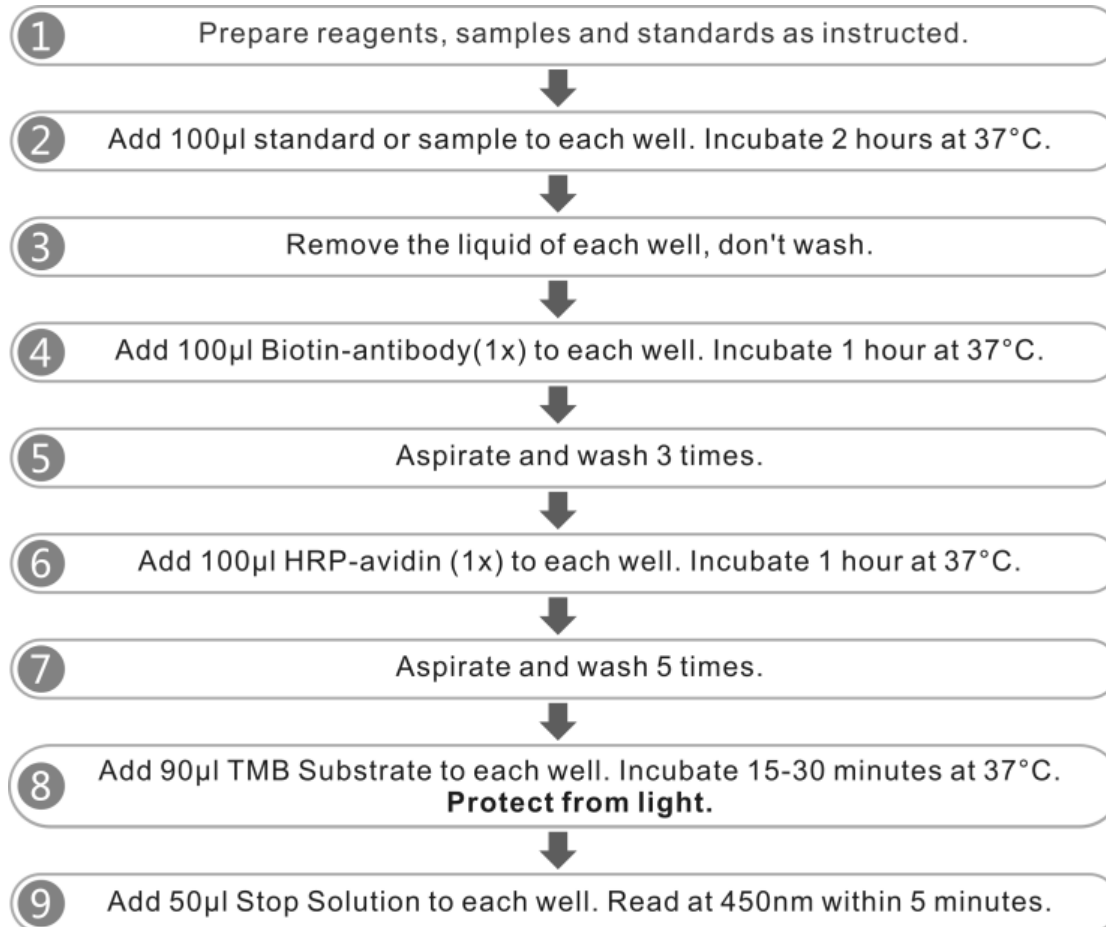 1 Prepare reagents, samples and standards as instructed.
2 Add 100µl standard or sample to each well. Incubate 2 hours at 37°C.
3 Remove the liquid of each well, don't wash.
4 Add 100µl Biotin-antibody(1x) to each well. Incubate 1 hour at 37°C.
5 Aspirate and wash 3 times.
6 Add 100µl HRP-avidin (1x) to each well. Incubate 1 hour at 37°C.
7 Aspirate and wash 5 times.
8 Add 90µl TMB Substrate to each well. Incubate 15-30 minutes at 37°C.
Protect from light.
9 Add 50µl Stop Solution to each well. Read at 450nm within 5 minutes.